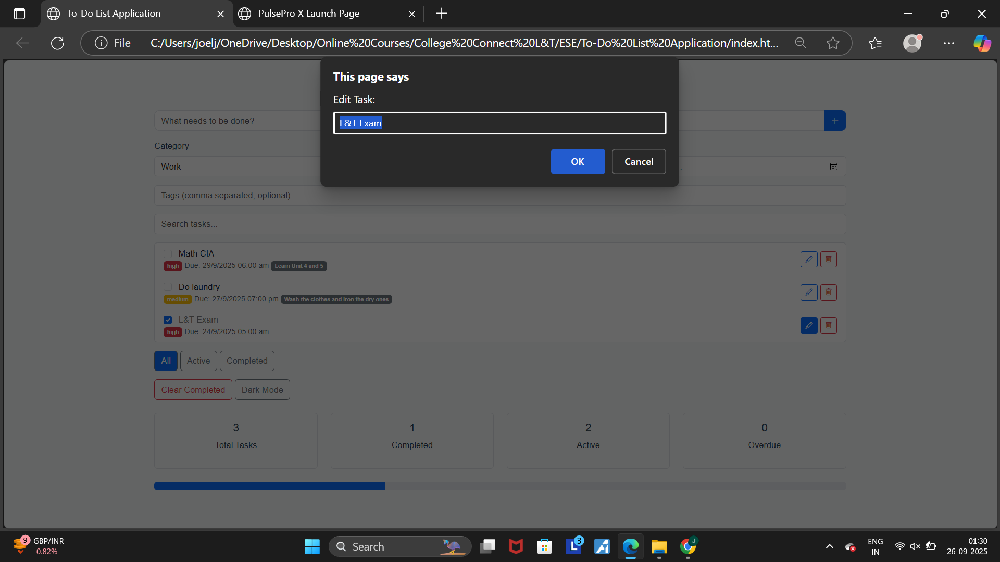 To-Do List Application
PulsePro X Launch Page
File
C:/Users/joelj/OneDrive/Desktop/Online%20Courses/College%20Connect%20L&T/ESE/To-Do%20List%20Application/index.ht...
This page says
Edit Task:
L&T Exam
OK
Cancel
What needs to be done?
+
Category
Work
-:--
Tags (comma separated, optional)
Search tasks...
Math CIA
high Due: 29/9/2025 06:00 am Learn Unit 4 and 5
Do laundry
medium Due: 27/9/2025 07:00 pm Wash the clothes and iron the dry ones
L&T Exam
high Due: 24/9/2025 05:00 am
All Active Completed
Clear Completed Dark Mode
3
Total Tasks
1
Completed
2
Active
0
Overdue
9
GBP/INR
-0.82%
Search
L
3
J
ENG
IN
01:30
26-09-2025